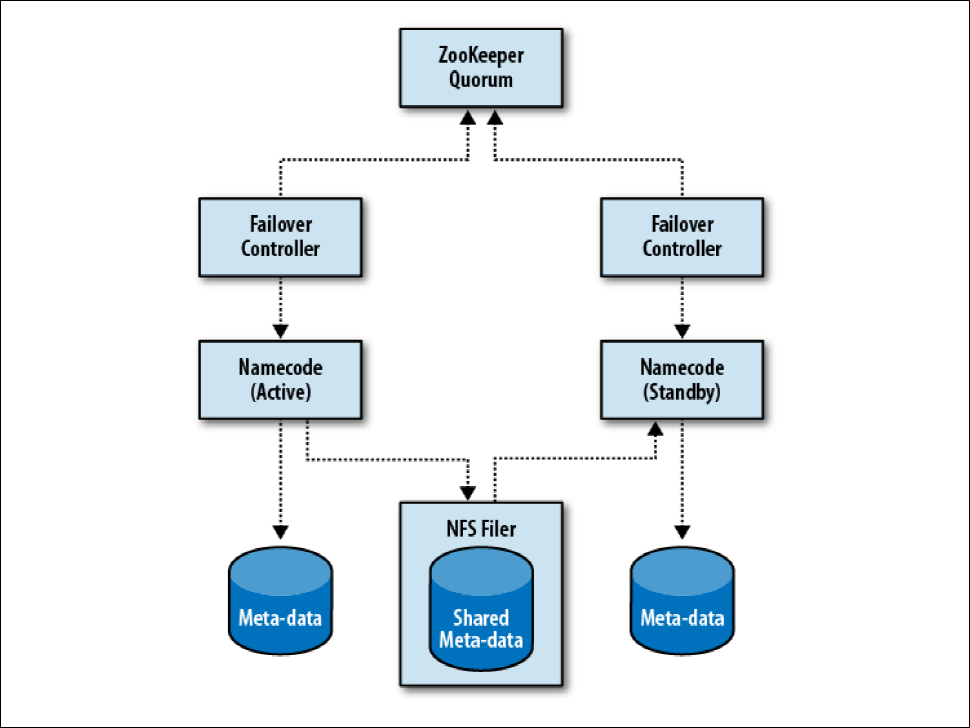 ZooKeeper
Quorum
Failover
Controller
Failover
Controller
Namecode
(Active)
Namecode
(Standby)
NFS Filer
Meta-data
Shared
Meta-data
Meta-data